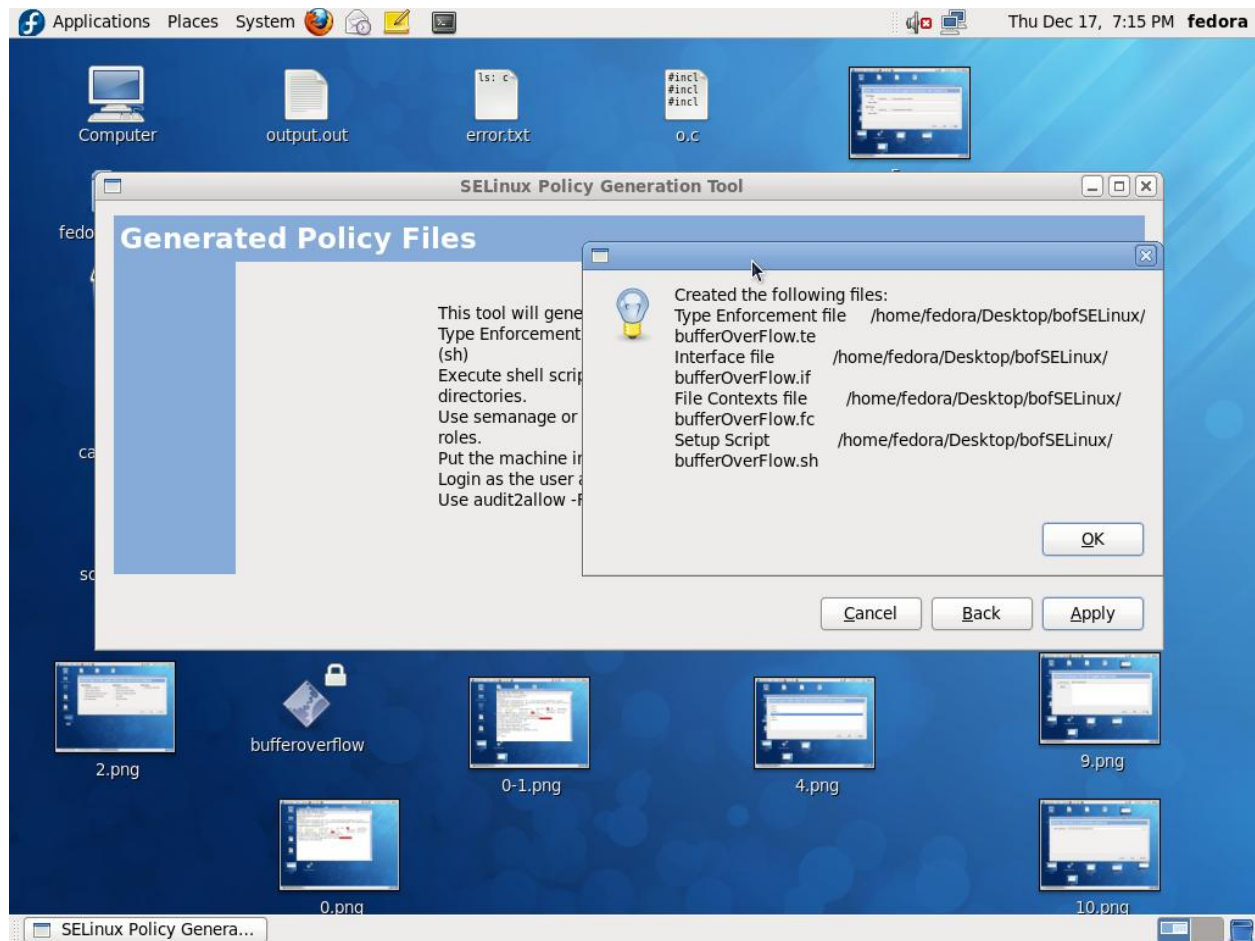 Applications Places System
Thu Dec 17, 7:15 PM fedora
Computer
output.out
ls: c
error.txt
#incl
#incl
#incl
o.c
SELinux Policy Generation Tool
fedo
Generated Policy Files
This tool will gene
Type Enforcement
(sh)
Execute shell scrip
directories.
Use semanage or
roles.
Put the machine in
Login as the user a
Use audit2allow -R
Created the following files:
Type Enforcement file /home/fedora/Desktop/bofSELinux/
bufferOverFlow.te
Interface file /home/fedora/Desktop/bofSELinux/
bufferOverFlow.if
File Contexts file /home/fedora/Desktop/bofSELinux/
bufferOverFlow.fc
Setup Script /home/fedora/Desktop/bofSELinux/
bufferOverFlow.sh
OK
ca
sc
Cancel
Back
Apply
2.png
bufferoverflow
0-1.png
4.png
9.png
0.png
10.png
SELinux Policy Genera...